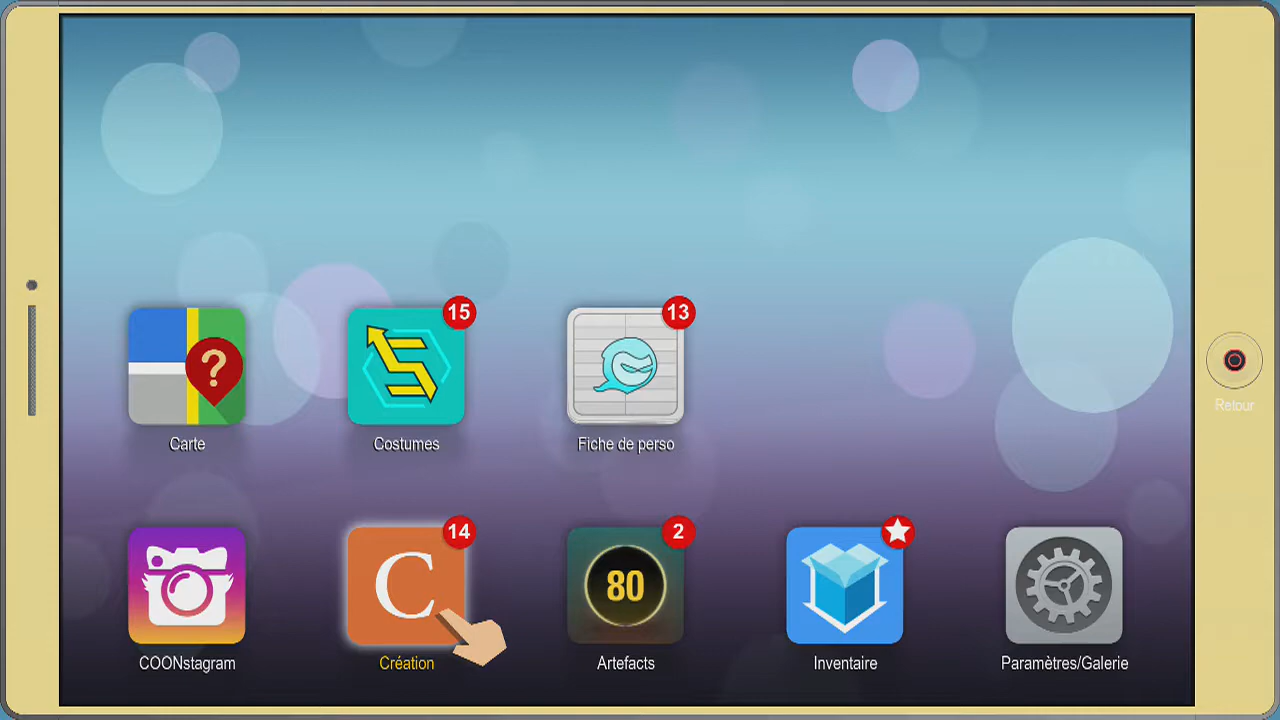 15
13
?
Carte
Costumes
Fiche de perso
Retour
14
2
C
80
COONstagram
Création
Artefacts
Inventaire
Paramètres/Galerie